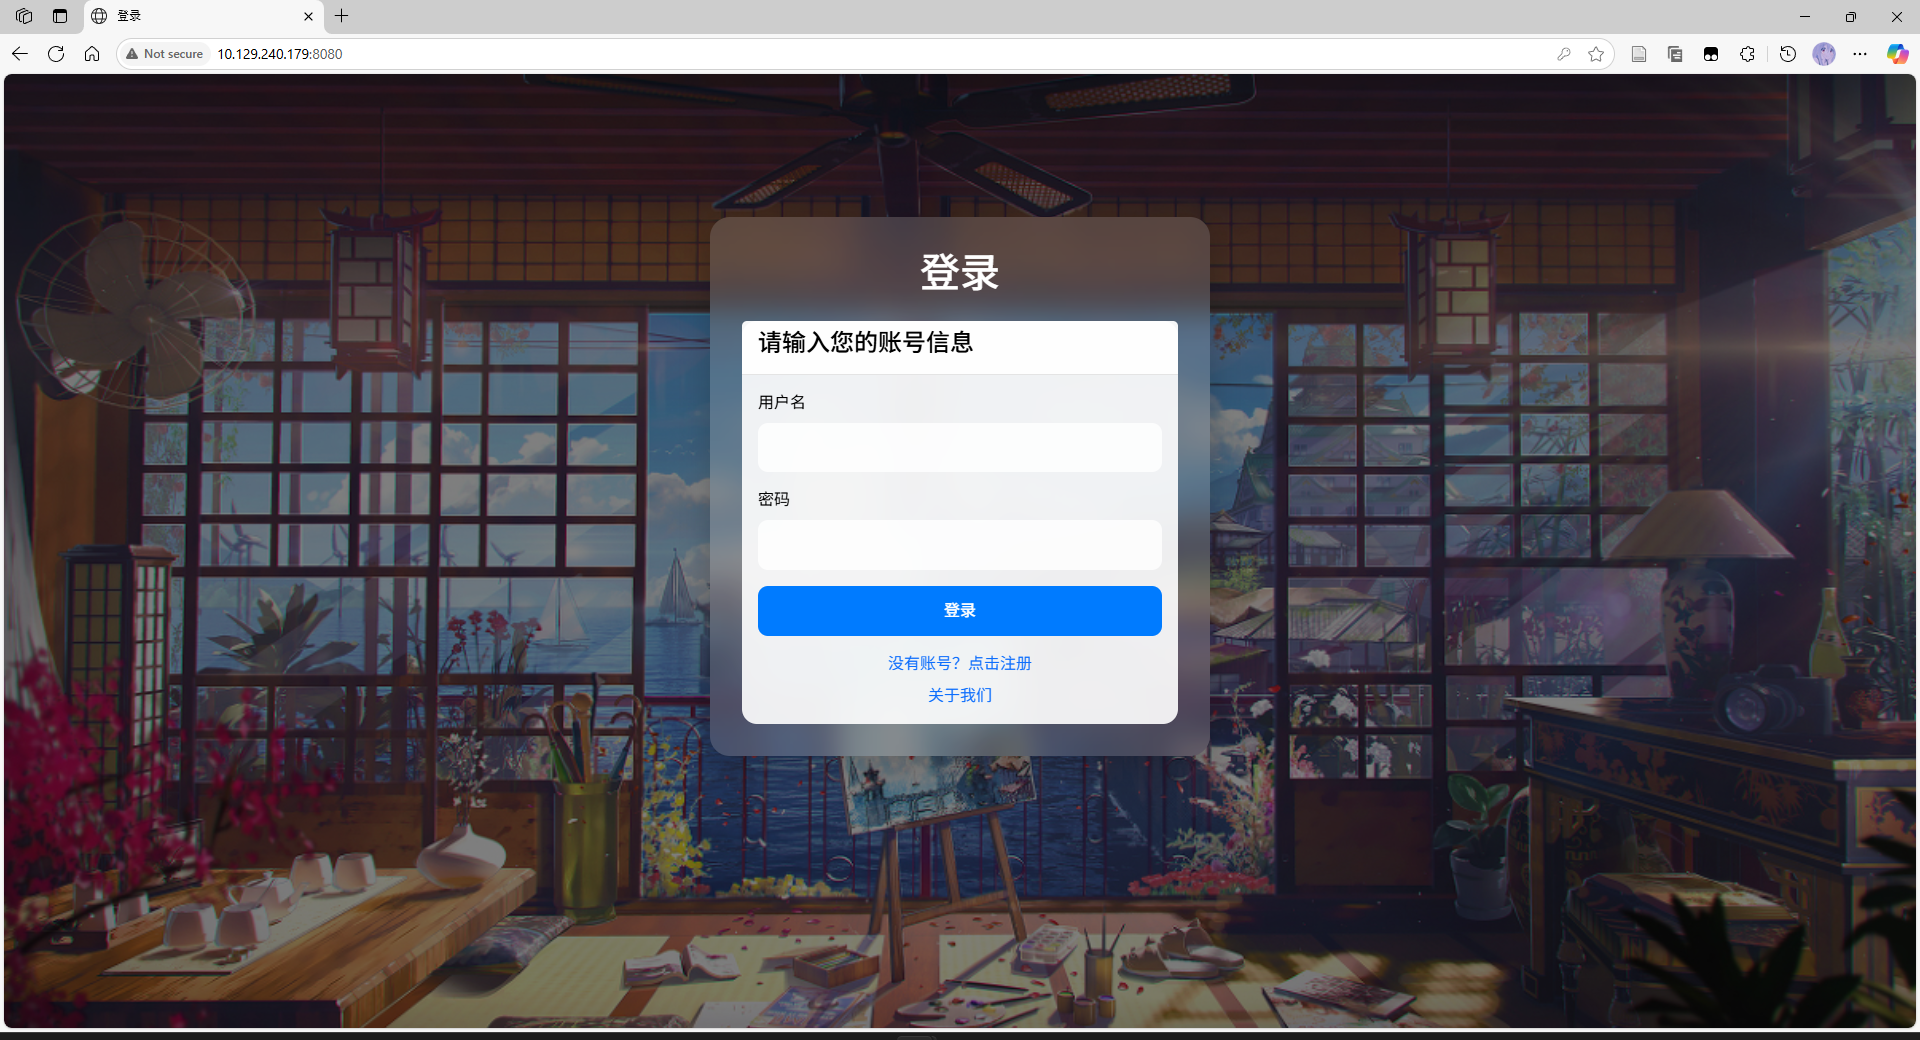 登录
Not secure
10.129.240.179:8080
登录
请输入您的账号信息
用户名
密码
登录
没有账号？点击注册
关于我们